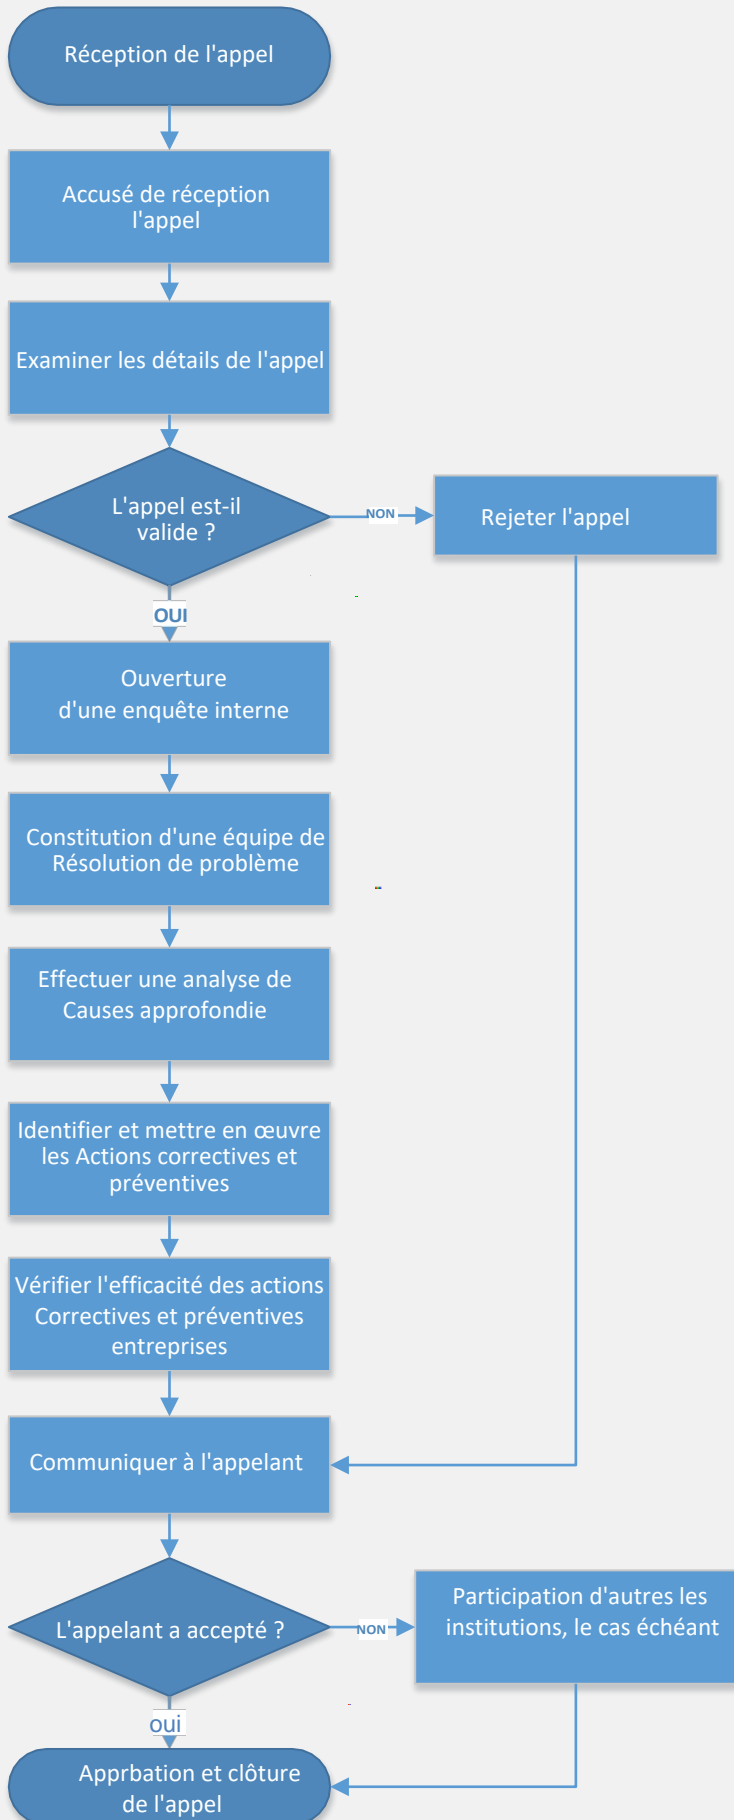 Réception de l'appel
Accusé de réception
l'appel
Examiner les détails de l'appel
L'appel est-il
valide ?
NON
Rejeter l'appel
OUI
Ouverture
d'une enquête interne
Constitution d'une équipe de
Résolution de problème
Effectuer une analyse de
Causes approfondie
Identifier et mettre en œuvre
les Actions correctives et
préventives
Vérifier l'efficacité des actions
Correctives et préventives
entreprises
Communiquer à l'appelant
L'appelant a accepté ?
NON
Participation d'autres les
institutions, le cas échéant
oui
Apprbation et clôture
de l'appel